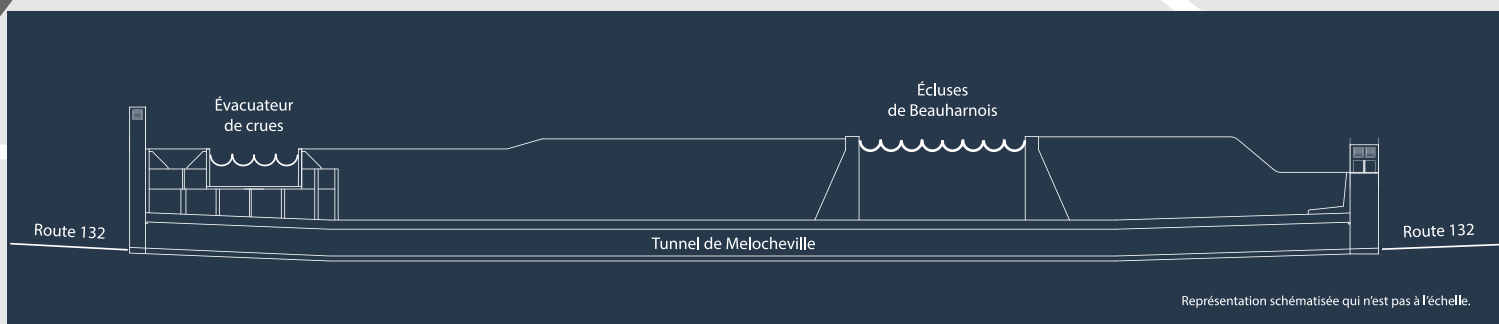 Évacuateur
de crues
Écluses
de Beauharnois
Route 132
Tunnel de Melocheville
Route 132
Représentation schématisée qui n'est pas à l'échelle.